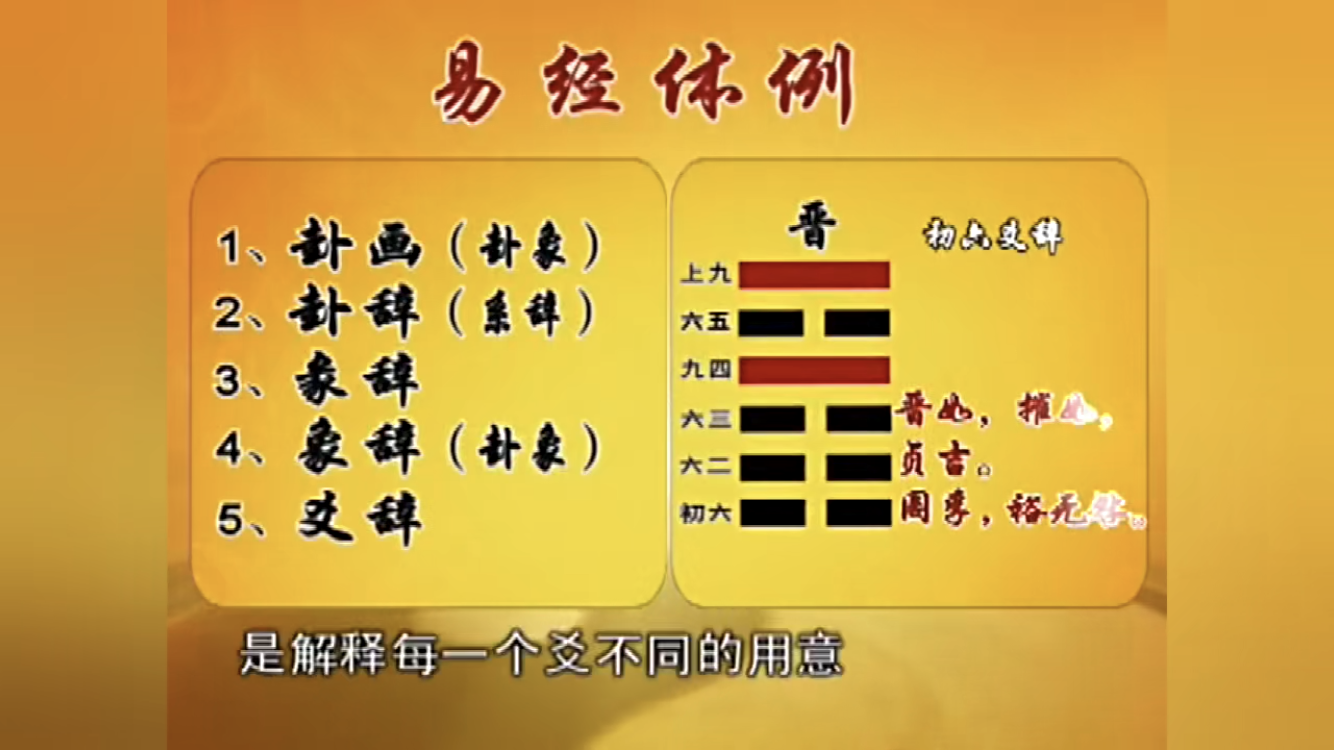 易经体例
1、卦画（卦象）
2、卦辞（系辞）
3、彖辞
4、象辞（卦象）
5、爻辞
晋
初六爻辞
上九
六五
九四
六三
六二
初六
晋如，摧如，
贞吉。
罔孚，裕无咎。
是解释每一个爻不同的用意